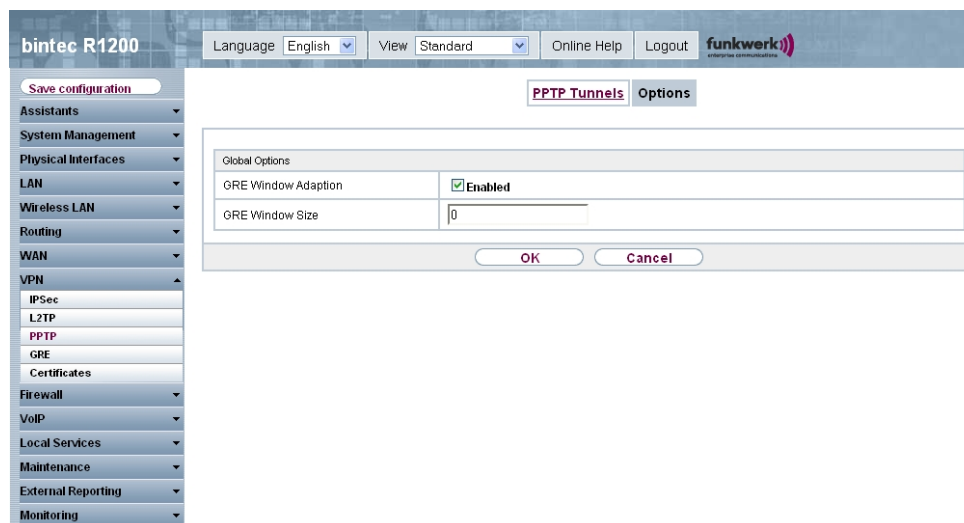 bintec R1200
Language English View Standard Online Help Logout funkwerk
enterprise communications
Save configuration
PPTP Tunnels Options
Assistants
System Management
Physical Interfaces
LAN
Wireless LAN
Routing
WAN
VPN
IPSec
L2TP
PPTP
GRE
Certificates
Firewall
VoIP
Local Services
Maintenance
External Reporting
Monitoring
Global Options
GRE Window Adaption Enabled
GRE Window Size 0
OK Cancel